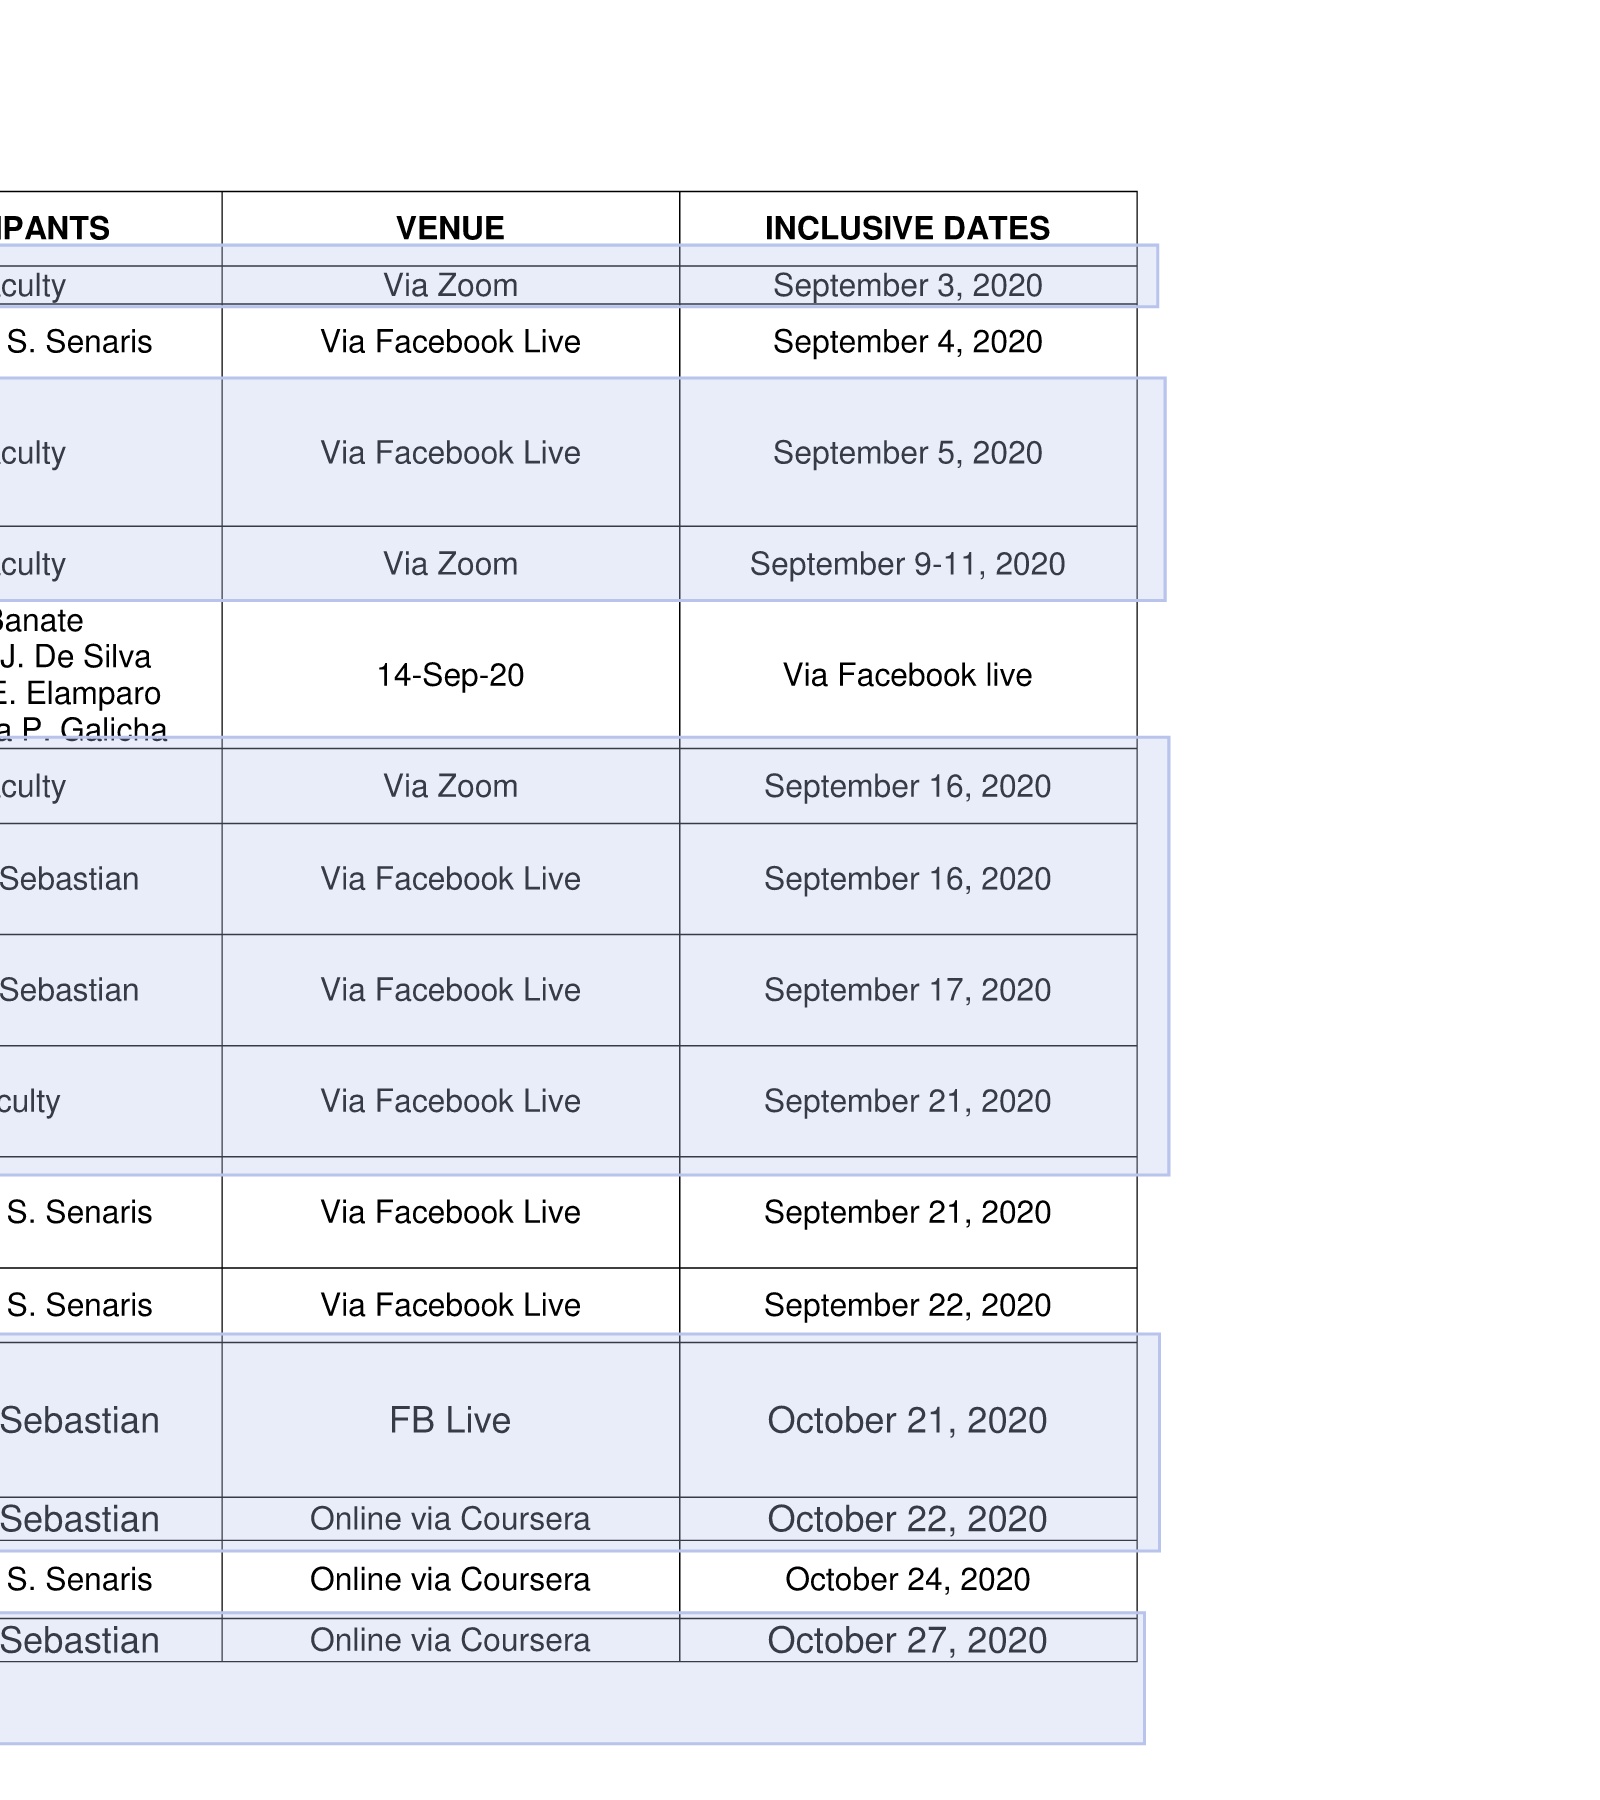 IPANTS VENUE INCLUSIVE DATES
culty Via Zoom September 3, 2020
S. Senaris Via Facebook Live September 4, 2020
culty Via Facebook Live September 5, 2020
culty Via Zoom September 9-11, 2020
Banate
J. De Silva
E. Elamparo
a P. Galicha
14-Sep-20 Via Facebook live
culty Via Zoom September 16, 2020
Sebastian Via Facebook Live September 16, 2020
Sebastian Via Facebook Live September 17, 2020
culty Via Facebook Live September 21, 2020
S. Senaris Via Facebook Live September 21, 2020
S. Senaris Via Facebook Live September 22, 2020
Sebastian FB Live October 21, 2020
Sebastian Online via Coursera October 22, 2020
S. Senaris Online via Coursera October 24, 2020
Sebastian Online via Coursera October 27, 2020